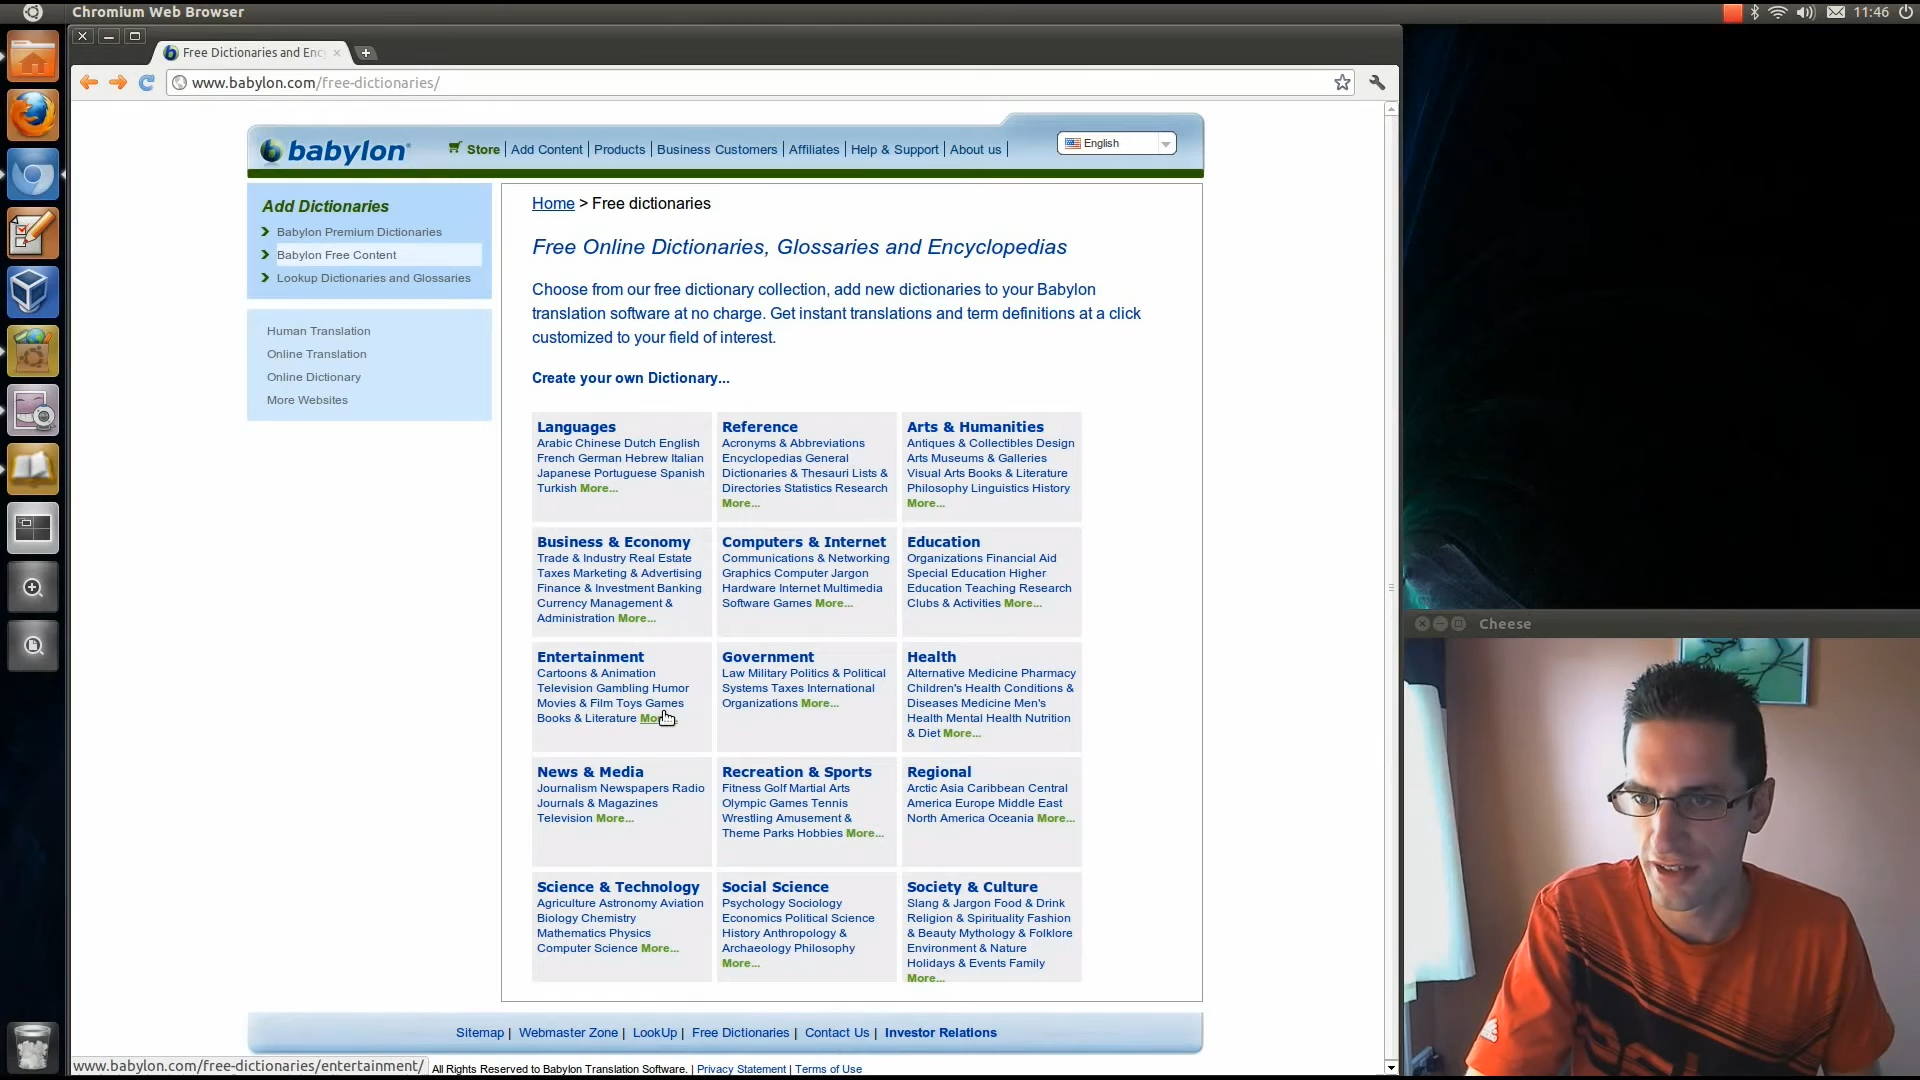 Chromium Web Browser
11:46
Free Dictionaries and Enc
www.babylon.com/free-dictionaries/
babylon
Store | Add Content | Products | Business Customers | Affiliates | Help & Support | About us |
English
Add Dictionaries
Babylon Premium Dictionaries
Babylon Free Content
Lookup Dictionaries and Glossaries
Human Translation
Online Translation
Online Dictionary
More Websites
Home > Free dictionaries
Free Online Dictionaries, Glossaries and Encyclopedias
Choose from our free dictionary collection, add new dictionaries to your Babylon
translation software at no charge. Get instant translations and term definitions at a click
customized to your field of interest.
Create your own Dictionary...
Languages
Arabic Chinese Dutch English
French German Hebrew Italian
Japanese Portuguese Spanish
Turkish More...
Reference
Acronyms & Abbreviations
Encyclopedias General
Dictionaries & Thesauri Lists &
Directories Statistics Research
More...
Arts & Humanities
Antiques & Collectibles Design
Arts Museums & Galleries
Visual Arts Books & Literature
Philosophy Linguistics History
More...
Business & Economy
Trade & Industry Real Estate
Taxes Marketing & Advertising
Finance & Investment Banking
Currency Management &
Administration More...
Computers & Internet
Communications & Networking
Graphics Computer Jargon
Hardware Internet Multimedia
Software Games More...
Education
Organizations Financial Aid
Special Education Higher
Education Teaching Research
Clubs & Activities More...
Entertainment
Cartoons & Animation
Television Gambling Humor
Movies & Film Toys Games
Books & Literature
Government
Law Military Politics & Political
Systems Taxes International
Organizations More...
Health
Alternative Medicine Pharmacy
Children's Health Conditions &
Diseases Medicine Men's
Health Mental Health Nutrition
& Diet More...
News & Media
Journalism Newspapers Radio
Journals & Magazines
Television More...
Recreation & Sports
Fitness Golf Martial Arts
Olympic Games Tennis
Wrestling Amusement &
Theme Parks Hobbies More...
Regional
Arctic Asia Caribbean Central
America Europe Middle East
North America Oceania More...
Science & Technology
Agriculture Astronomy Aviation
Biology Chemistry
Mathematics Physics
Computer Science More...
Social Science
Psychology Sociology
Economics Political Science
History Anthropology &
Archaeology Philosophy
More...
Society & Culture
Slang & Jargon Food & Drink
Religion & Spirituality Fashion
& Beauty Mythology & Folklore
Environment & Nature
Holidays & Events Family
More...
Sitemap | Webmaster Zone | LookUp | Free Dictionaries | Contact Us | Investor Relations
www.babylon.com/free-dictionaries/entertainment/
All Rights Reserved to Babylon Translation Software. | Privacy Statement | Terms of Use
Cheese